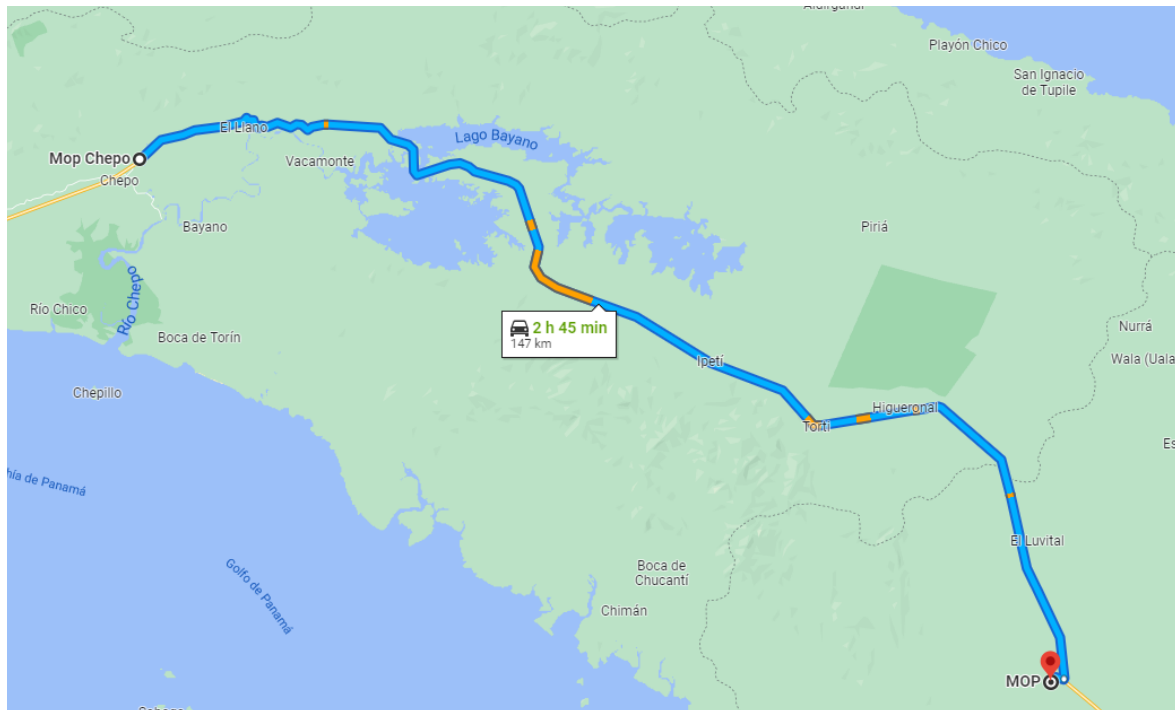 Playón Chico
San Ignacio
de Tupile
El Llano
Lago Bayano
Mop Chepo
Vacamonte
Chepo
Bayano
Piriá
Río Chepo
Río Chico
2 h 45 min
147 km
Nurrá
Boca de Torín
Wala (Uala
Ipetí
Chepillo
Higueronal
Tortí
hía de Panamá
El Luvital
Golfo de
Panamá
Boca de
Chucantí
Chimán
MOP